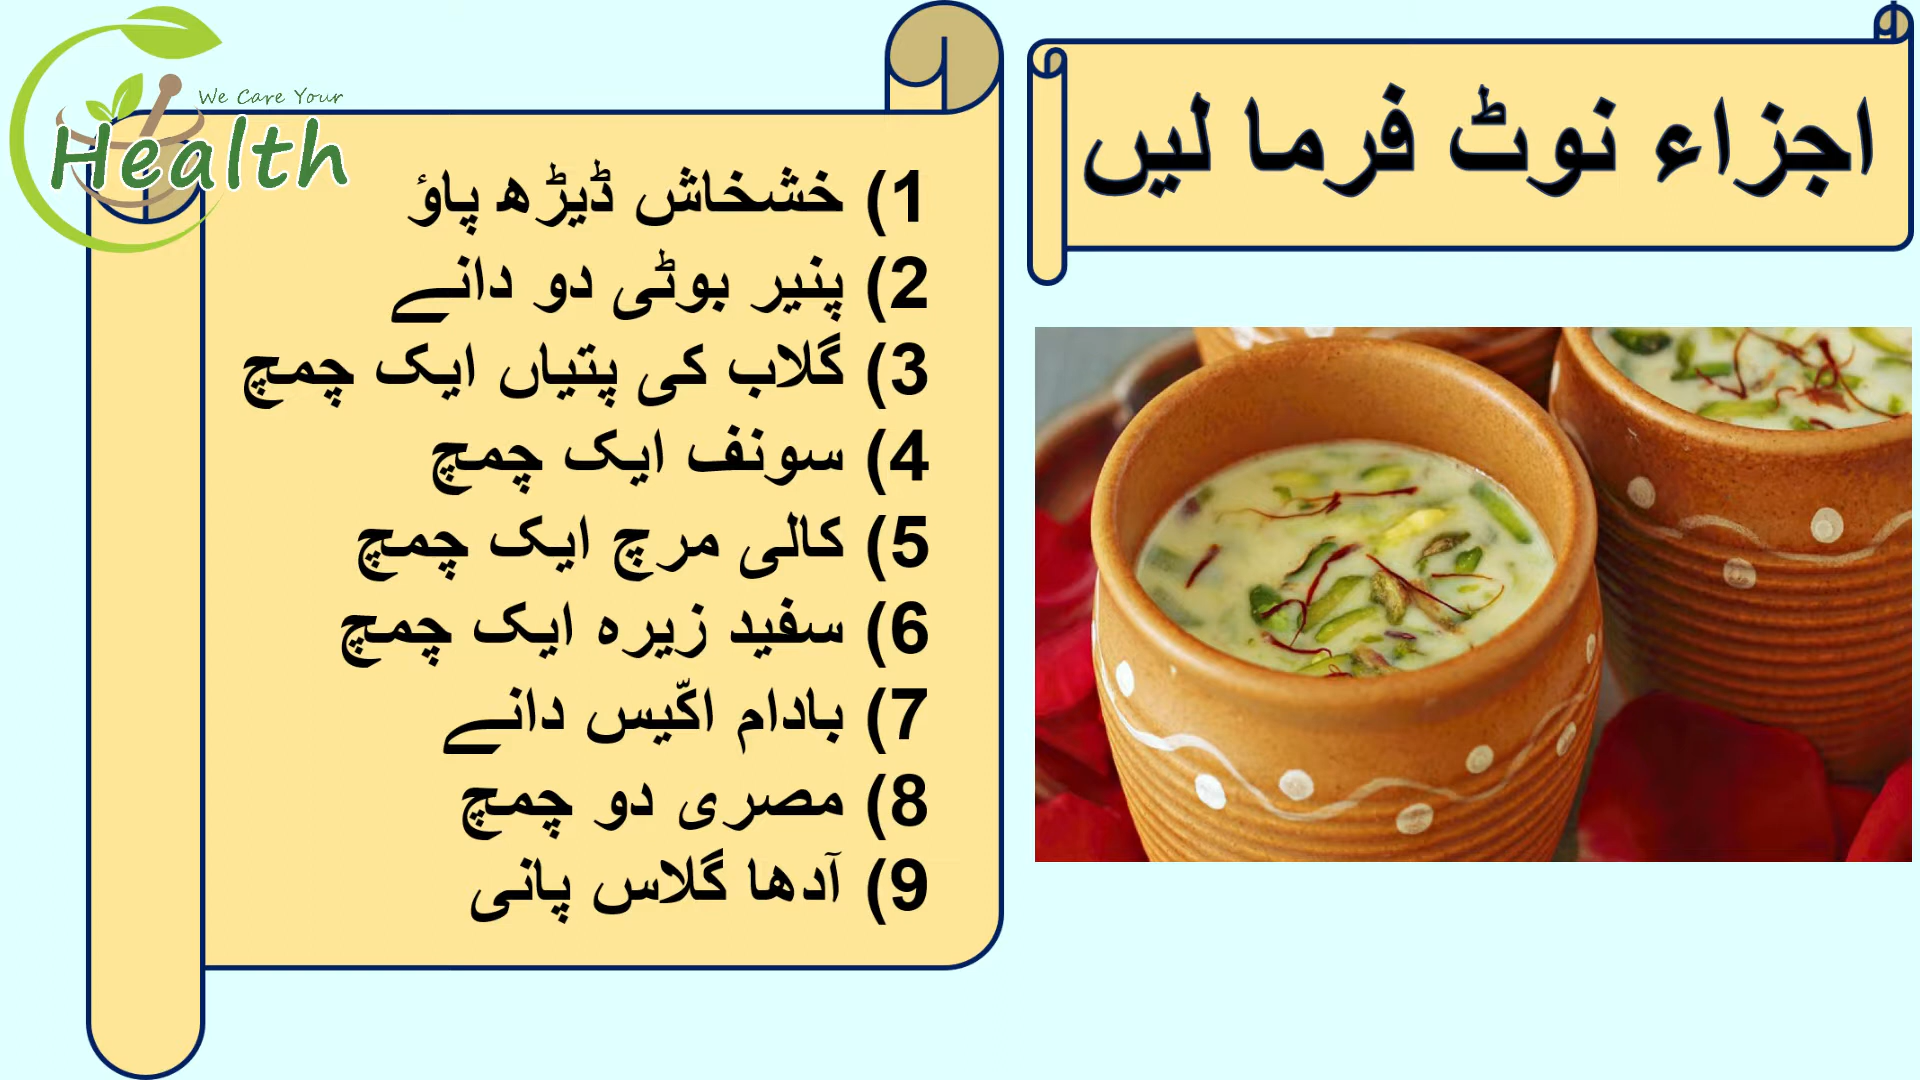 We Care Your
Health
اجزاء نوٹ فرما لیں
1) خشخاش ڈیڑھ پاؤ
2) پنیر بوٹی دو دانے
3) گلاب کی پتیاں ایک چمچ
4) سونف ایک چمچ
5) کالی مرچ ایک چمچ
6) سفید زیرہ ایک چمچ
7) بادام اکّیس دانے
8) مصری دو چمچ
9) آدھا گلاس پانی